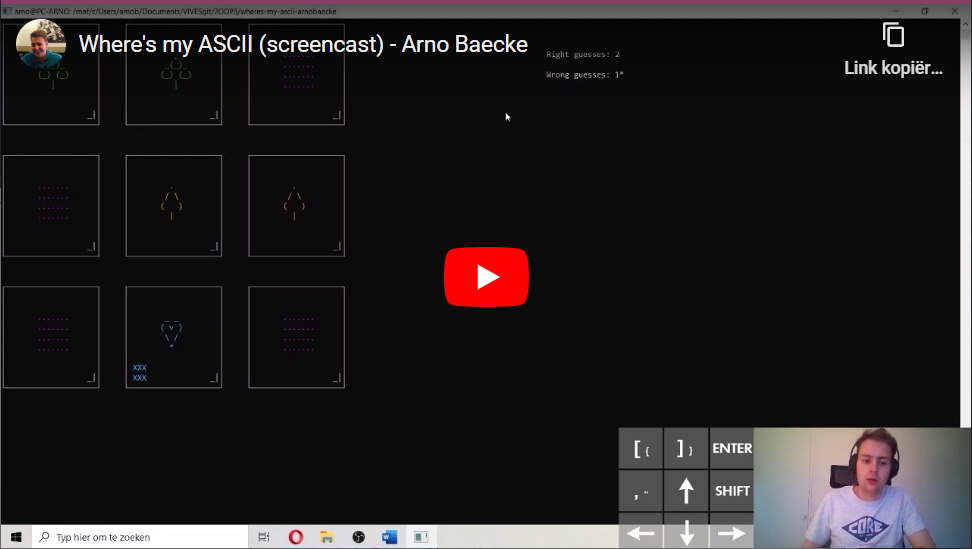 arno@PC-ARNO: /mnt/c/Users/arnob/Documents/VIVESgit/2OOP3/wheres-my-ascii-arnobaecke
Where's my ASCII (screencast) - Arno Baecke
Link kopiër...
Right guesses: 2
Wrong guesses: 1"
XXX
XXX
[ { ] } ENTER
, " SHIFT
CORE
Typ hier om te zoeken